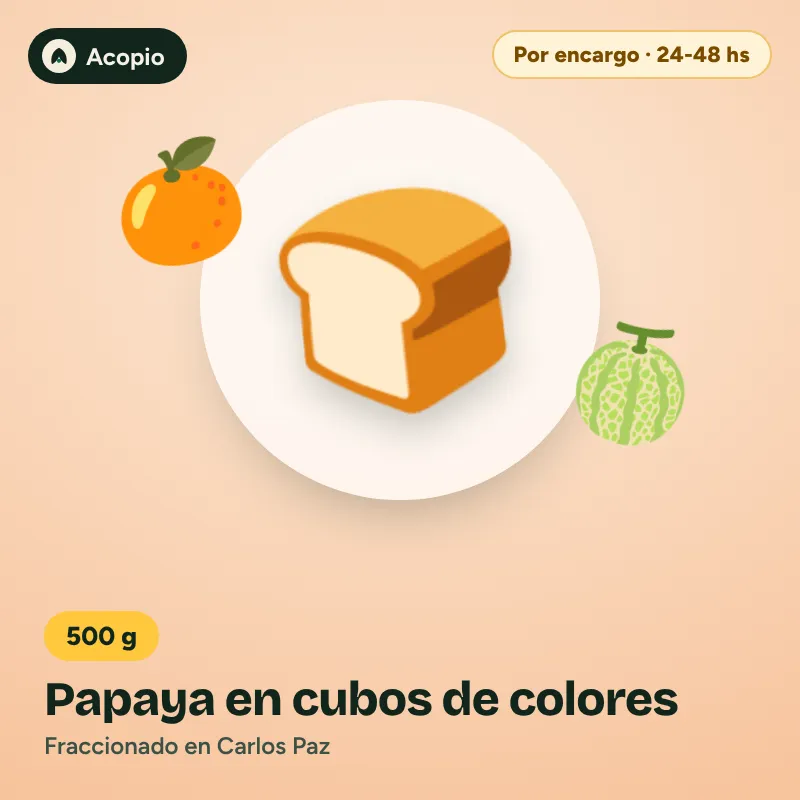 Acopio
Por encargo · 24-48 hs
500 g
Papaya en cubos de colores
Fraccionado en Carlos Paz